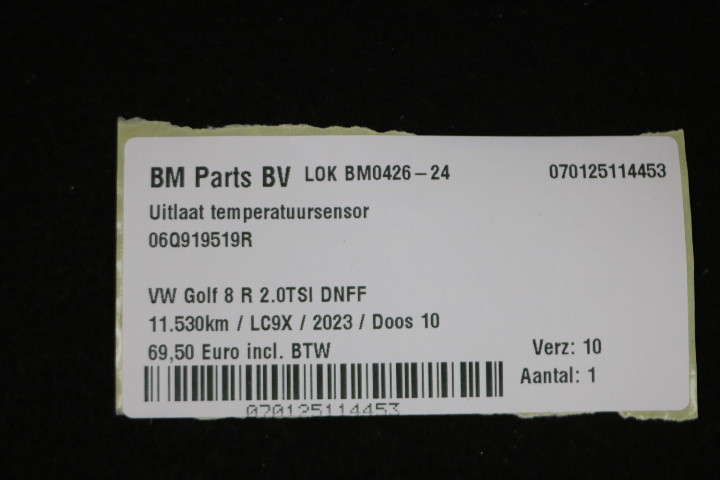 BM Parts BV LOK BM0426-24 070125114453
Uitlaat temperatuursensor
06Q919519R
VW Golf 8 R 2.0TSI DNFF
11.530km / LC9X / 2023 / Doos 10
69,50 Euro incl. BTW Verz: 10
Aantal: 1
070125114453